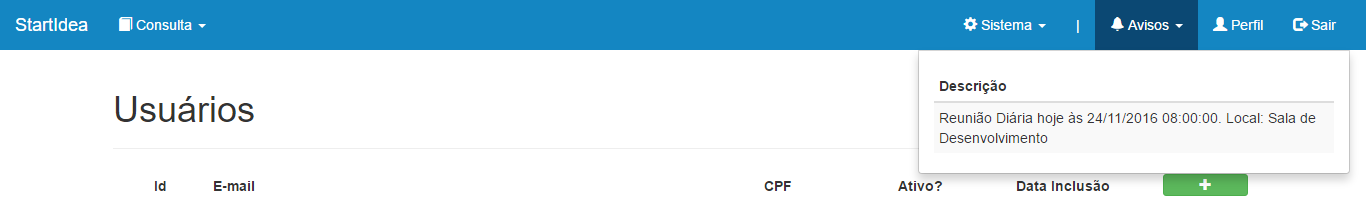 StartIdea Consulta Sistema | Avisos Perfil Sair
Descrição
Reunião Diária hoje às 24/11/2016 08:00:00. Local: Sala de
Desenvolvimento
Usuários
Id E-mail CPF Ativo? Data Inclusão +